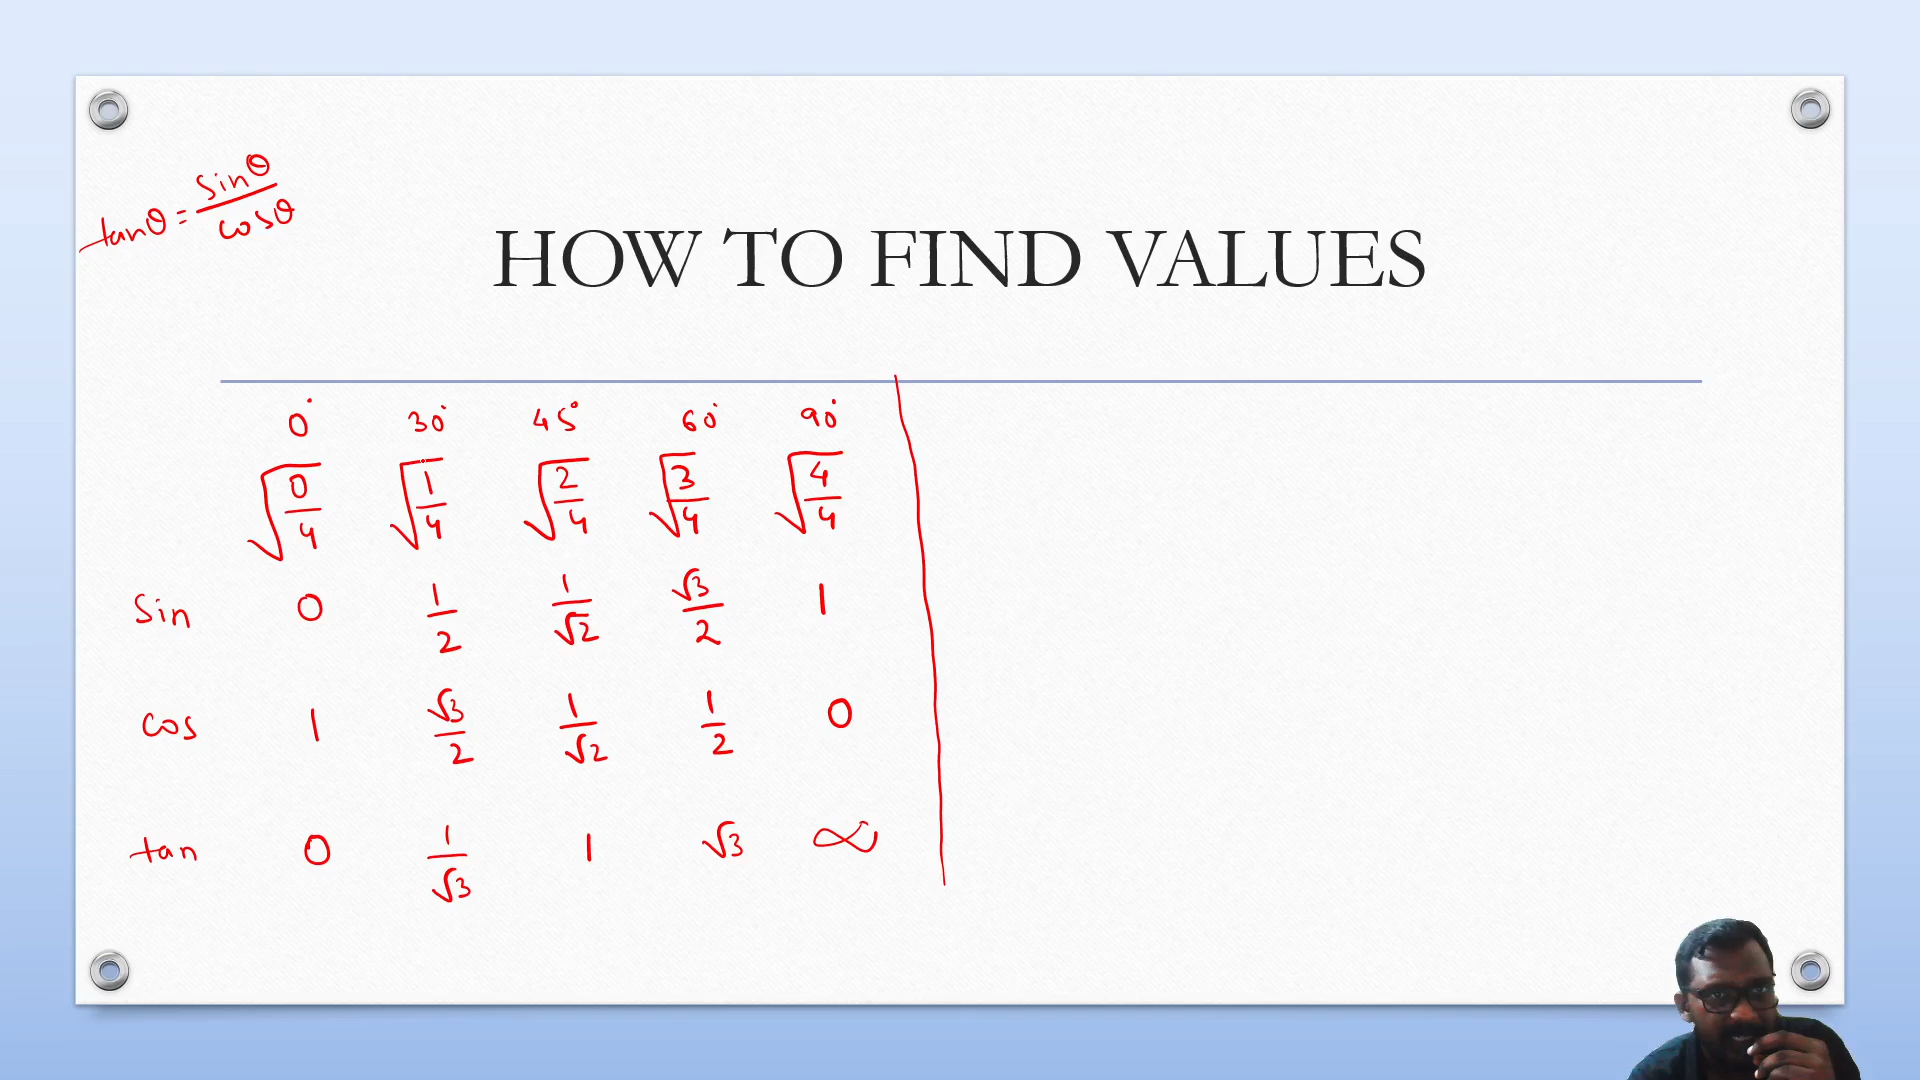 tanθ = sinθ/cosθ
HOW TO FIND VALUES
0° 30° 45° 60° 90°
√(0/4) √(1/4) √(2/4) √(3/4) √(4/4)
Sin 0 1/2 1/√2 √3/2 1
cos 1 √3/2 1/√2 1/2 0
tan 0 1/√3 1 √3 ∞